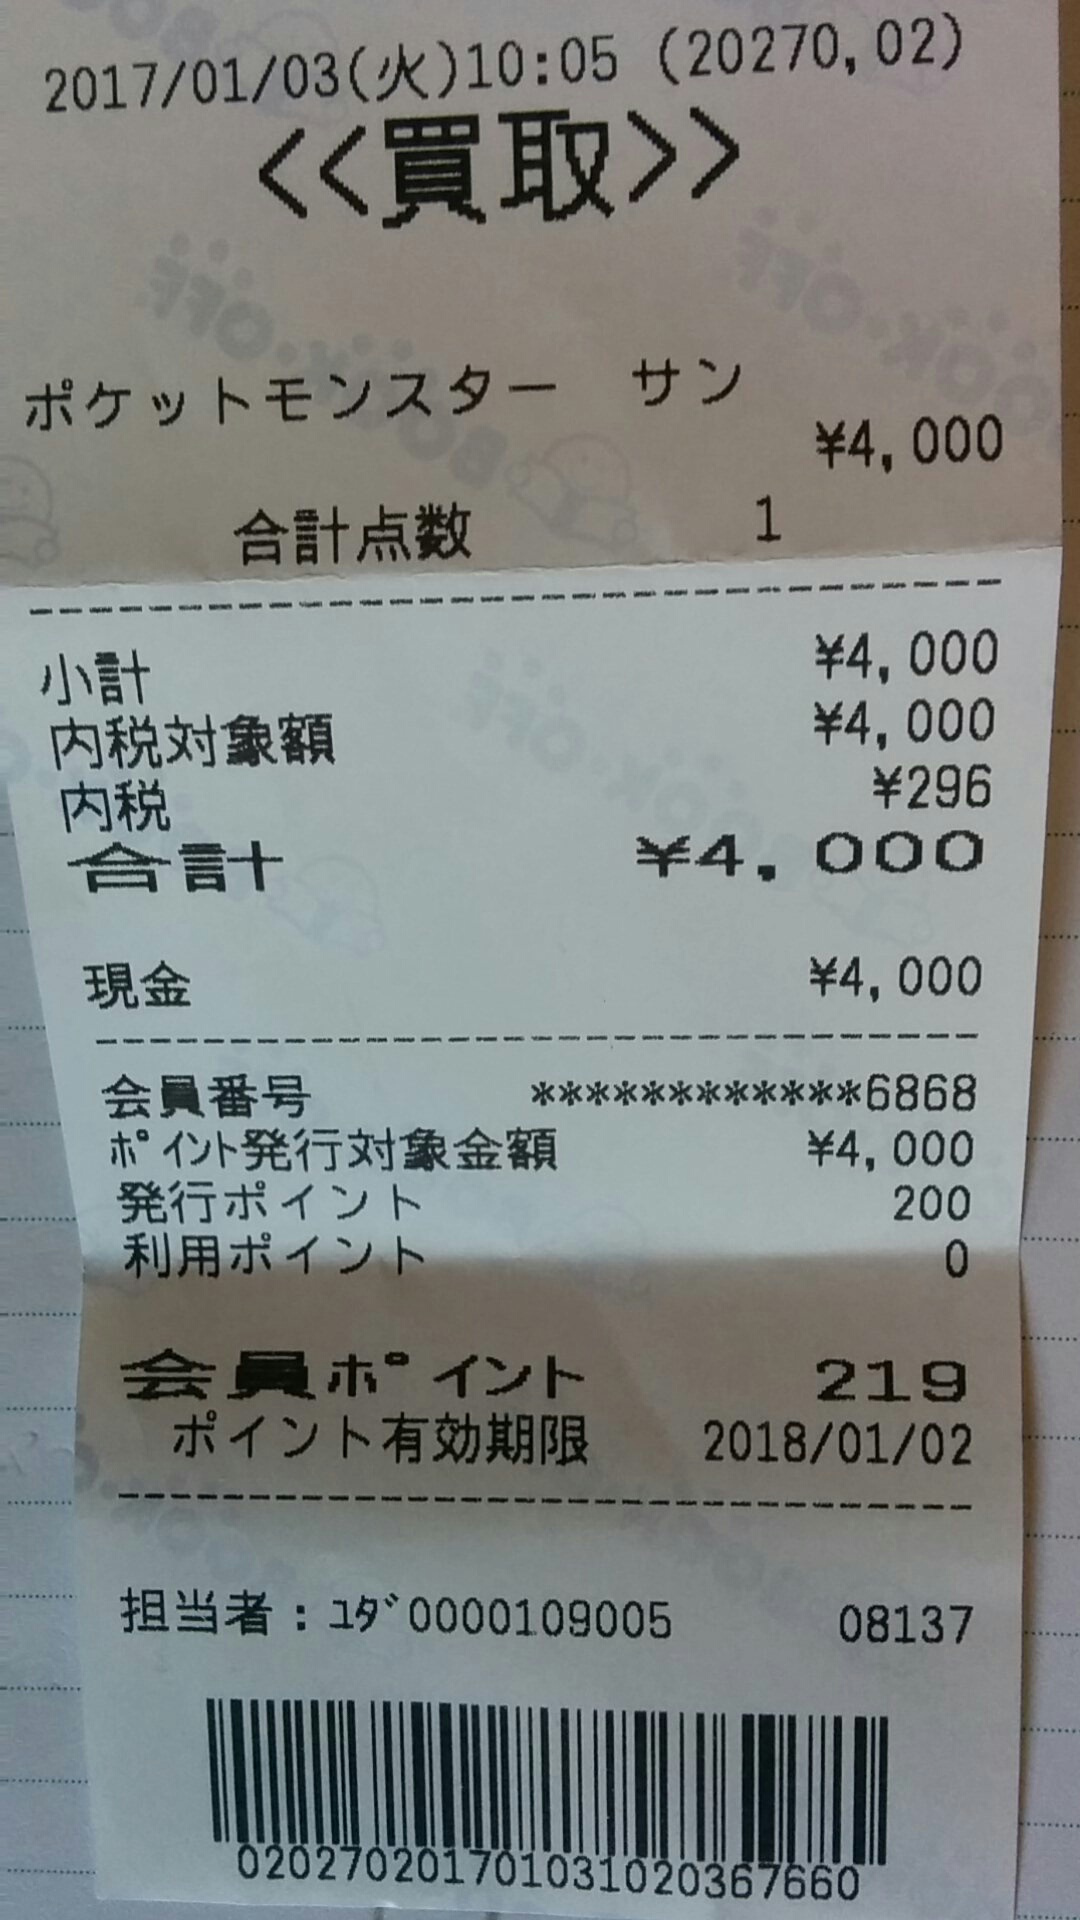 2017/01/03(火)10:05 (20270,02)
<<買取>>
ポケットモンスター サン
¥4,000
合計点数 1
小計 ¥4,000
内税対象額 ¥4,000
内税 ¥296
合計 ¥4,000
現金 ¥4,000
会員番号 ************6868
ﾎﾟｲﾝﾄ発行対象金額 ¥4,000
発行ポイント 200
利用ポイント 0
会員ﾎﾟイント 219
ポイント有効期限 2018/01/02
担当者：ﾕﾀﾞ0000109005 08137
020270201701031020367660